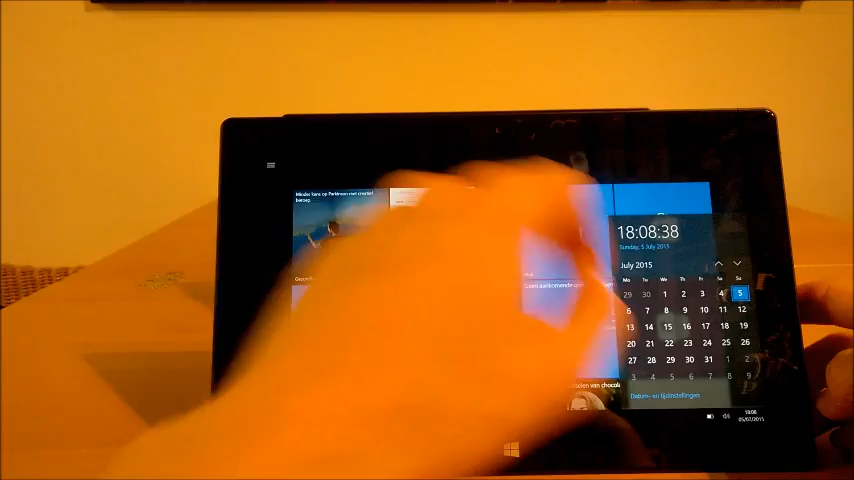 Minder kans op Parkinson met creatief
beroep
18:08:38
Sunday, 5 July 2015
July 2015
Mail
Geen aankomende
Mo Tu We Th Fr Sa Su
29 30 1 2 3 4 5
6 7 8 9 10 11 12
13 14 15 16 17 18 19
20 21 22 23 24 25 26
27 28 29 30 31 1 2
3 4 5 6 7 8 9
Datum- en tijdinstellingen
18:08
05/07/2015